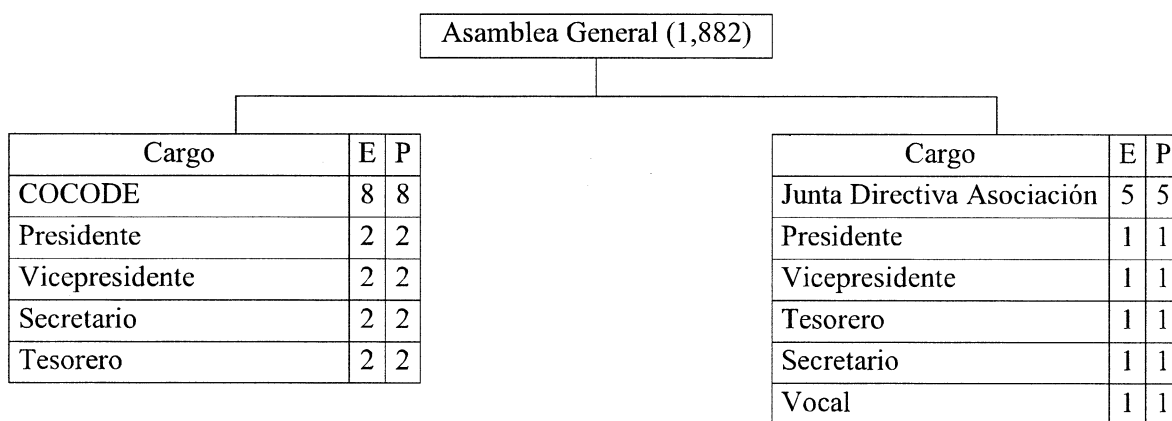 Asamblea General (1,882)
Cargo E P
COCODE 8 8
Presidente 2 2
Vicepresidente 2 2
Secretario 2 2
Tesorero 2 2
Cargo E P
Junta Directiva Asociación 5 5
Presidente 1 1
Vicepresidente 1 1
Tesorero 1 1
Secretario 1 1
Vocal 1 1